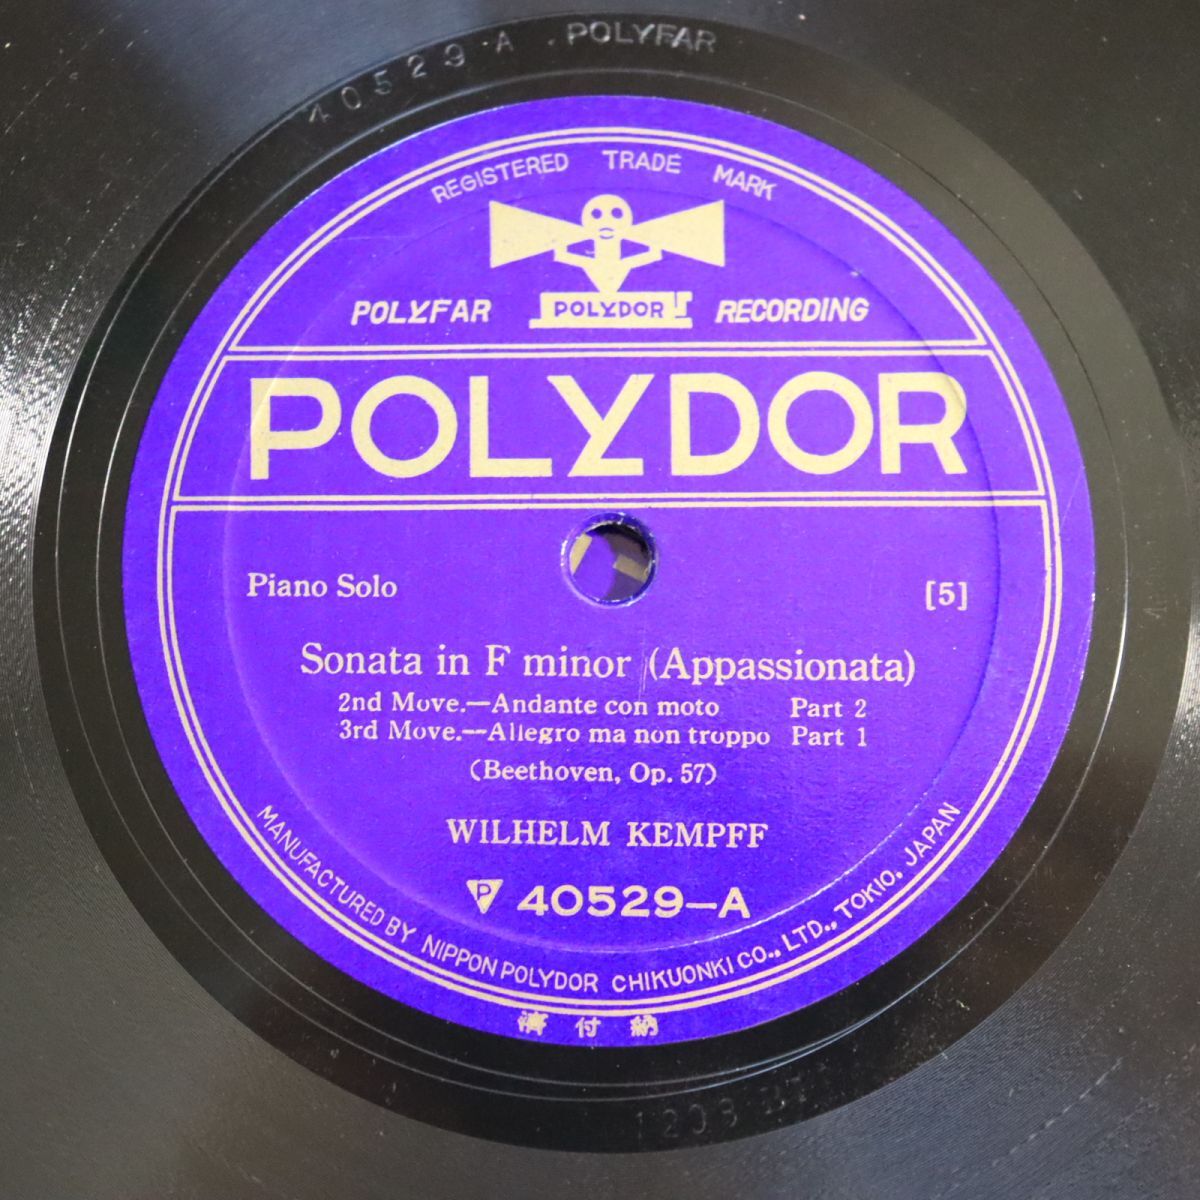 40529 A . POLYFAR
REGISTERED TRADE MARK
POLYFAR POLYDOR RECORDING
POLYDOR
Piano Solo [5]
Sonata in F minor (Appassionata)
2nd Move.—Andante con moto Part 2
3rd Move.—Allegro ma non troppo Part 1
(Beethoven, Op. 57)
WILHELM KEMPFF
P 40529—A
MANUFACTURED BY NIPPON POLYDOR CHIKUONKI CO., LTD., TOKIO, JAPAN
濟付納